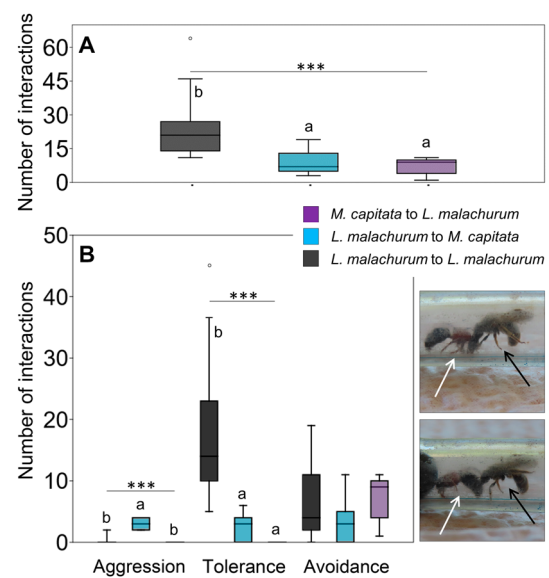 A
Number of interactions
60
45
30
15
0
***
b
a
a
M. capitata to L. malachurum
L. malachurum to M. capitata
L. malachurum to L. malachurum
B
Number of interactions
50
40
30
20
10
0
***
b
a
b
***
b
a
a
Aggression Tolerance Avoidance